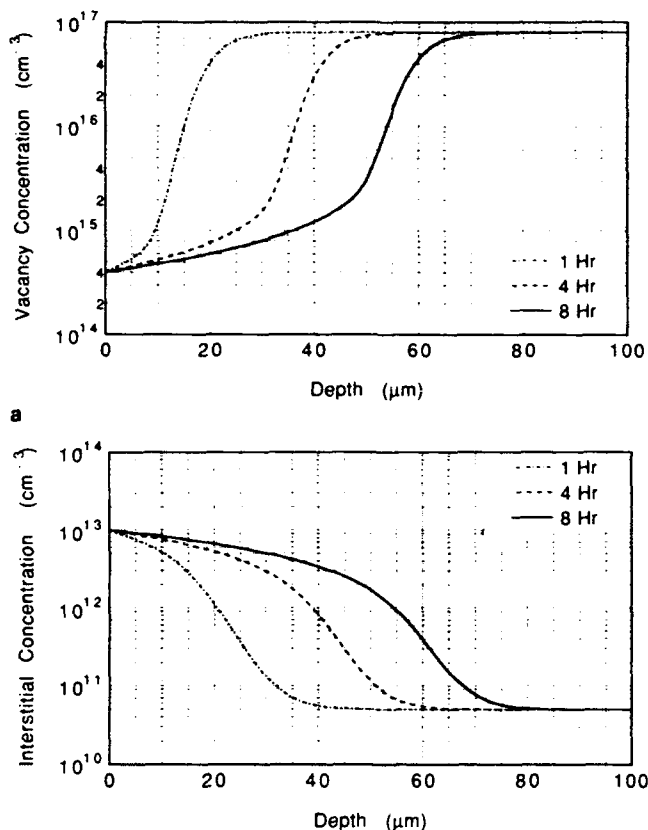 Vacancy Concentration (cm⁻³)
10¹⁷
4
2
10¹⁶
4
2
10¹⁵
4
2
10¹⁴
1 Hr
4 Hr
8 Hr
0 20 40 60 80 100
Depth (μm)
a
Interstitial Concentration (cm⁻³)
10¹⁴
10¹³
10¹²
10¹¹
10¹⁰
1 Hr
4 Hr
8 Hr
0 20 40 60 80 100
Depth (μm)